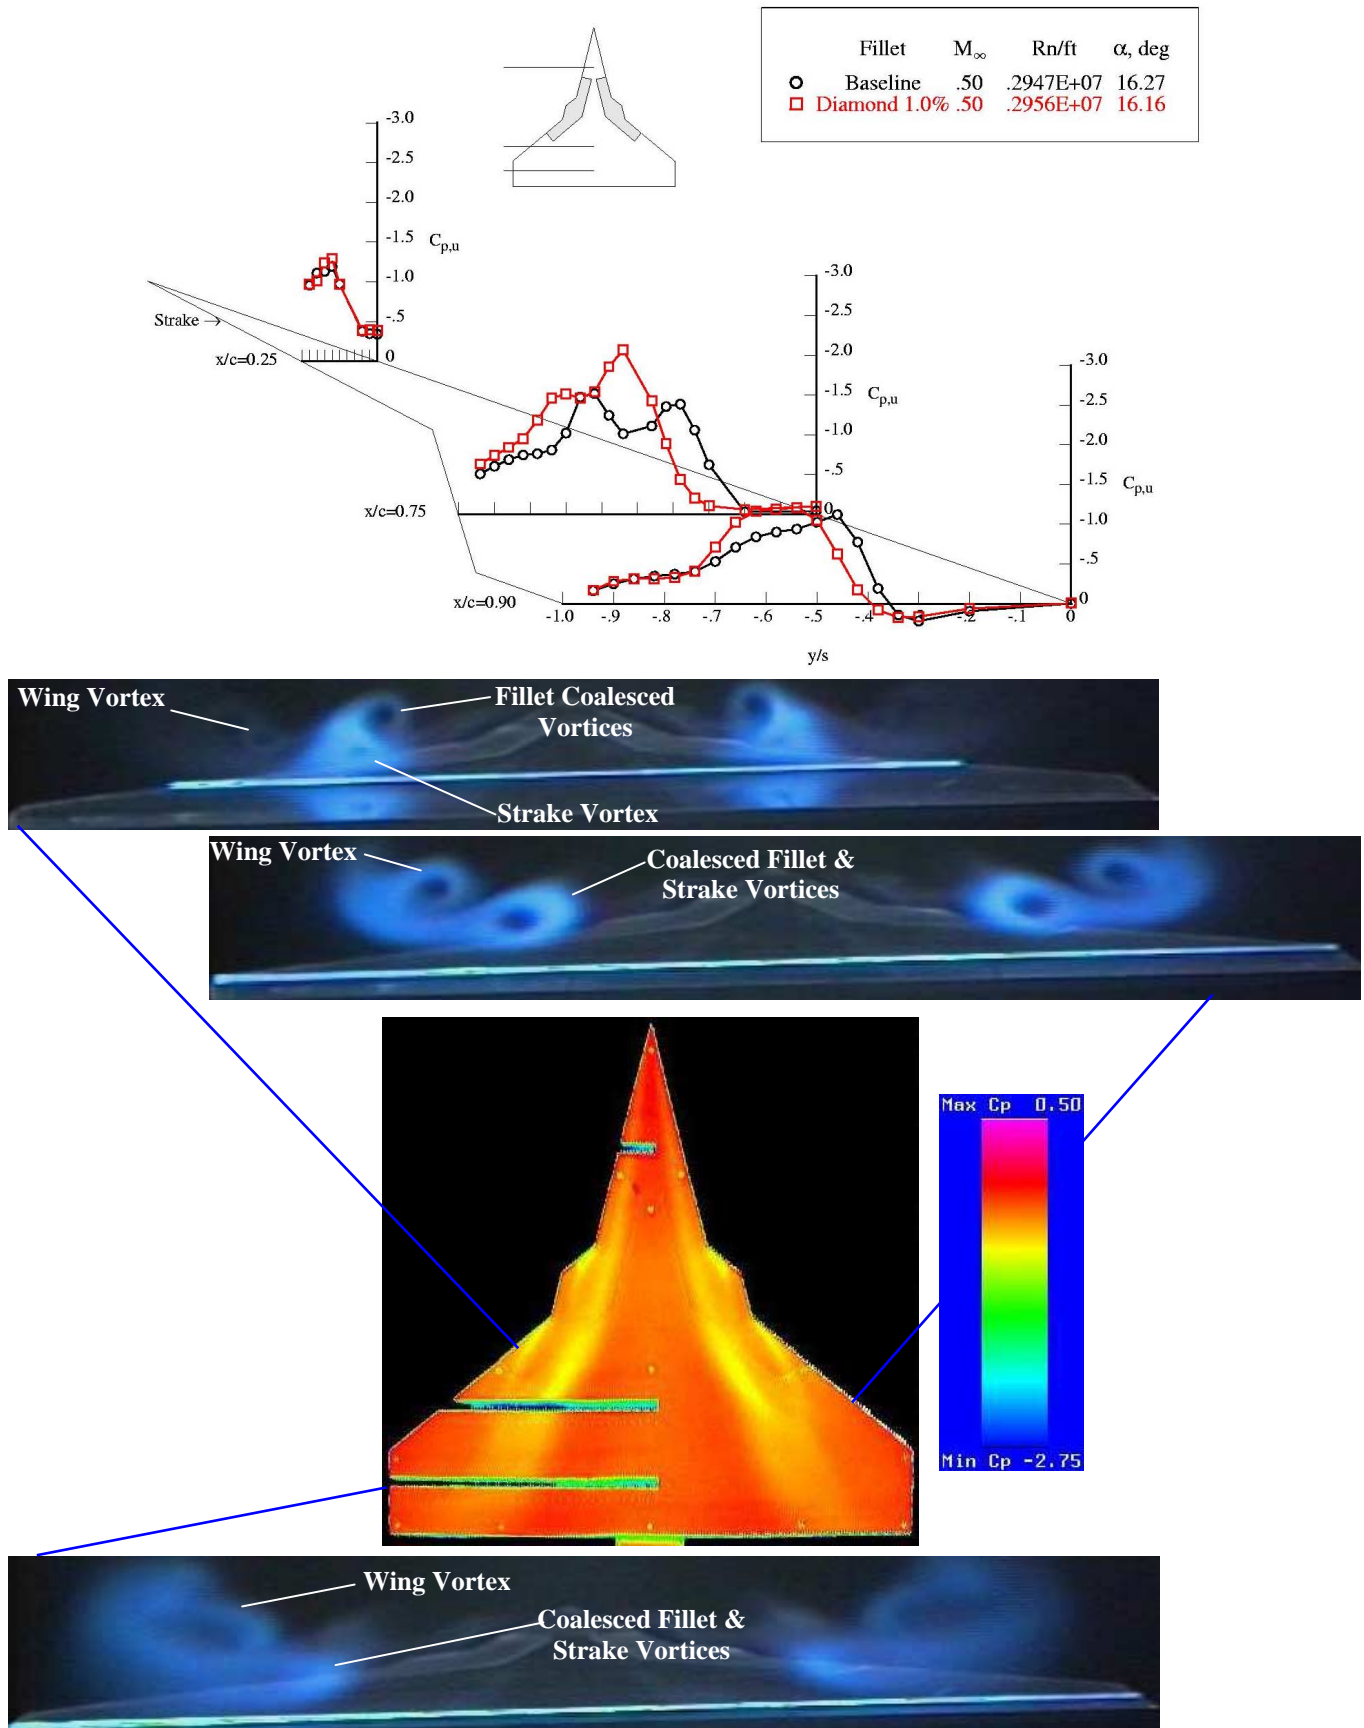 Fillet M∞ Rn/ft α, deg
Baseline .50 .2947E+07 16.27
Diamond 1.0% .50 .2956E+07 16.16
-3.0
-2.5
-2.0
-1.5
Cp,u
-1.0
-.5
0
Strake →
x/c=0.25
-3.0
-2.5
-2.0
-1.5
Cp,u
-1.0
-.5
0
x/c=0.75
-3.0
-2.5
-2.0
-1.5
Cp,u
-1.0
-.5
0
x/c=0.90
-1.0 -.9 -.8 -.7 -.6 -.5 -.4 -.3 -.2 -.1 0
y/s
Wing Vortex
Fillet Coalesced
Vortices
Strake Vortex
Wing Vortex
Coalesced Fillet &
Strake Vortices
Max Cp 0.50
Min Cp -2.75
Wing Vortex
Coalesced Fillet &
Strake Vortices